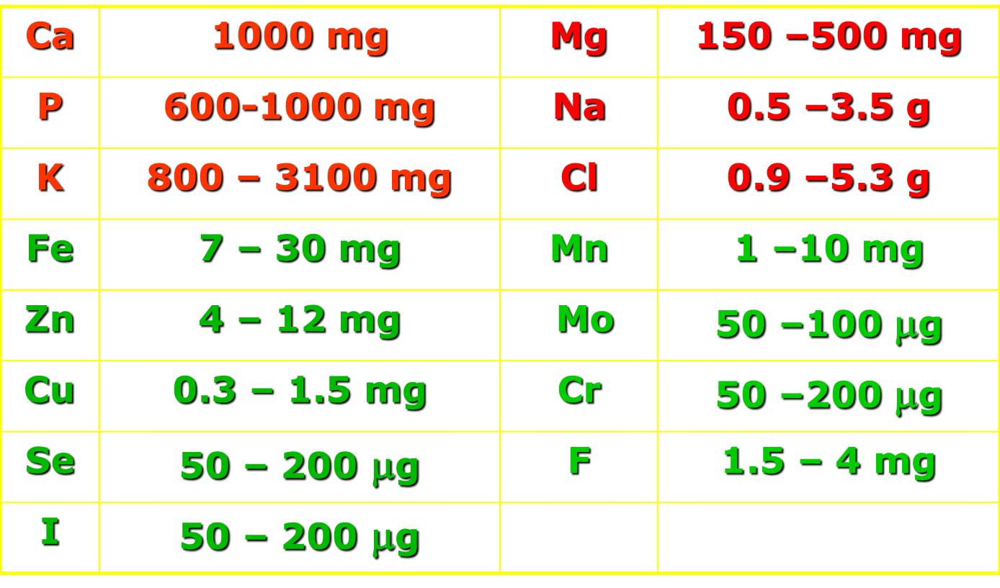 Ca 1000 mg Mg 150 –500 mg
P 600-1000 mg Na 0.5 –3.5 g
K 800 – 3100 mg Cl 0.9 –5.3 g
Fe 7 – 30 mg Mn 1 –10 mg
Zn 4 – 12 mg Mo 50 –100 μg
Cu 0.3 – 1.5 mg Cr 50 –200 μg
Se 50 – 200 μg F 1.5 – 4 mg
I 50 – 200 μg